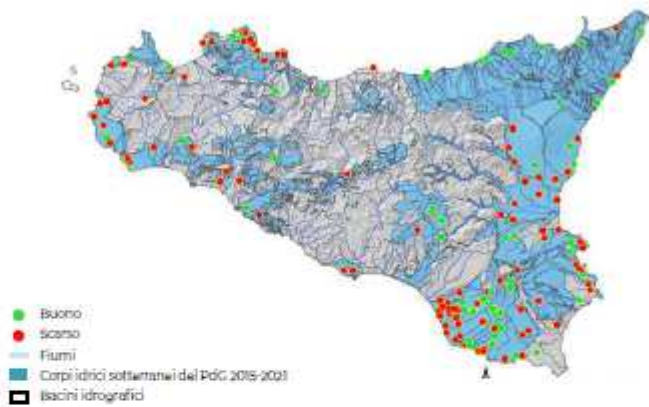 Buono
Scarso
Fiumi
Corpi idrici sotterranei del PdG 2015-2021
Bacini idrografici